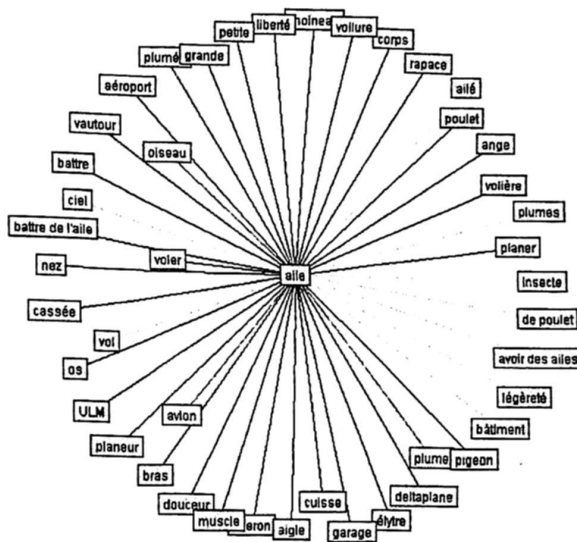 liberté
voilure
petite
corps
grande
plumé
rapace
aéroport
ailé
poulet
vautour
oiseau
ange
battre
volière
ciel
plumes
battre de l'aile
planer
voler
nez
aile
insecte
cassée
de poulet
vol
avoir des ailes
os
légèreté
ULM
avion
bâtiment
planeur
plume
pigeon
bras
deltaplane
douceur
cuisse
muscle
aigle
garage
élytre